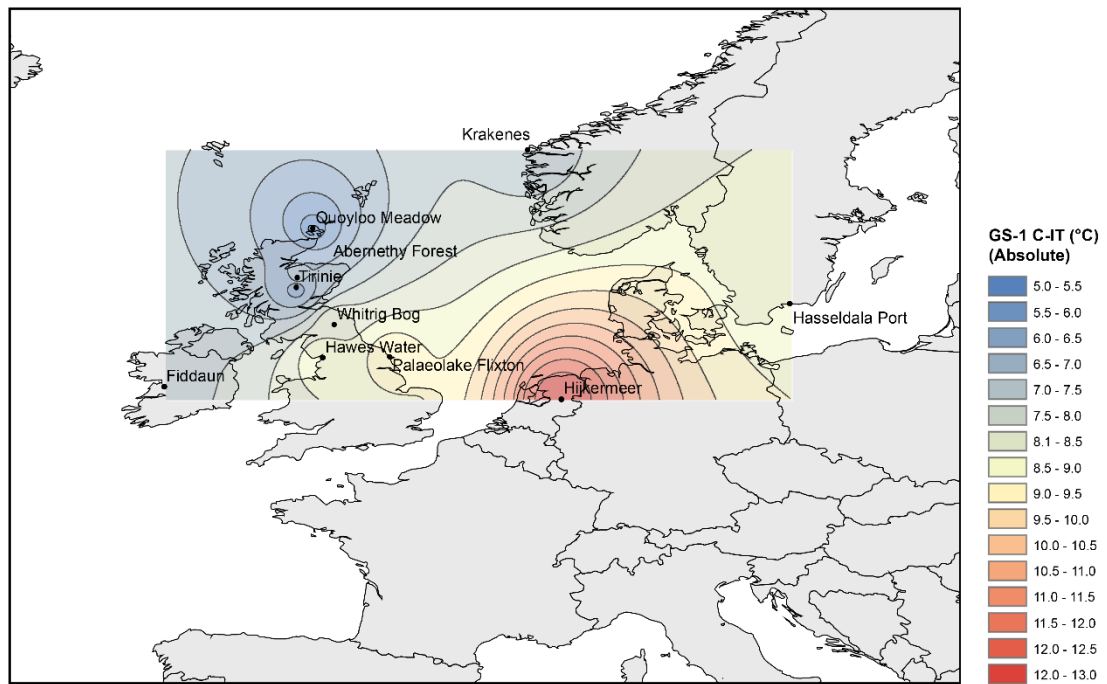 Krakenes
Quoyloo Meadow
Abernethy Forest
Tirinie
Whitrig Bog
Hawes Water
Palaeolake Flixton
Fiddaun
Hijkermeer
Hasseldala Port
GS-1 C-IT (°C)
(Absolute)
5.0 - 5.5
5.5 - 6.0
6.0 - 6.5
6.5 - 7.0
7.0 - 7.5
7.5 - 8.0
8.1 - 8.5
8.5 - 9.0
9.0 - 9.5
9.5 - 10.0
10.0 - 10.5
10.5 - 11.0
11.0 - 11.5
11.5 - 12.0
12.0 - 12.5
12.0 - 13.0